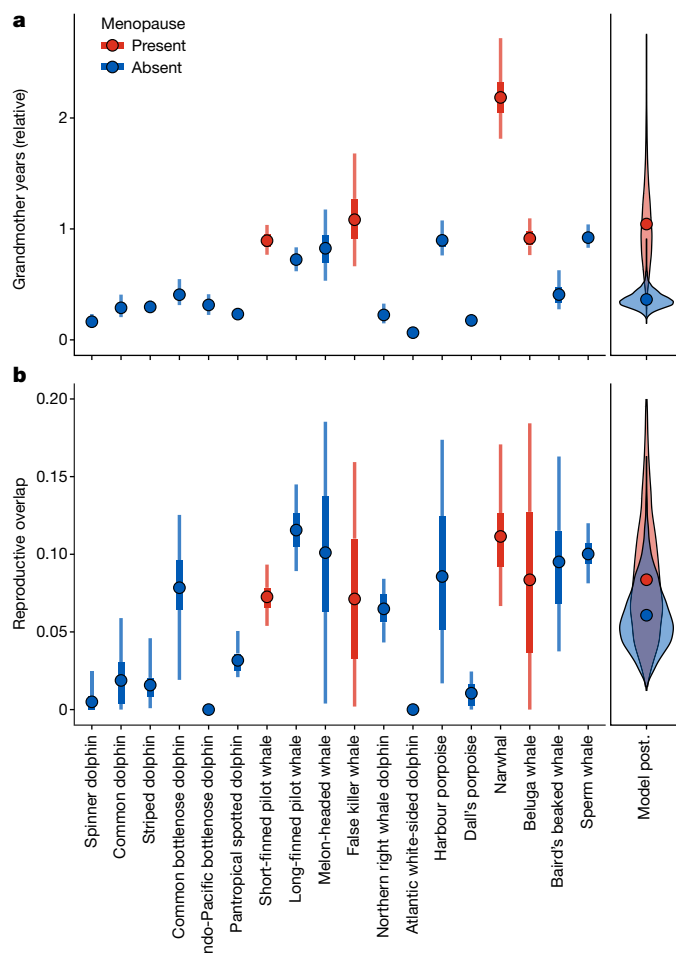 a
Menopause
Present
Absent
Grandmother years (relative)
2
1
0
b
Reproductive overlap
0.20
0.15
0.10
0.05
0
Spinner dolphin
Common dolphin
Striped dolphin
Common bottlenose dolphin
ndo-Pacific bottlenose dolphin
Pantropical spotted dolphin
Short-finned pilot whale
Long-finned pilot whale
Melon-headed whale
False killer whale
Northern right whale dolphin
Atlantic white-sided dolphin
Harbour porpoise
Dall's porpoise
Narwhal
Beluga whale
Baird's beaked whale
Sperm whale
Model post.